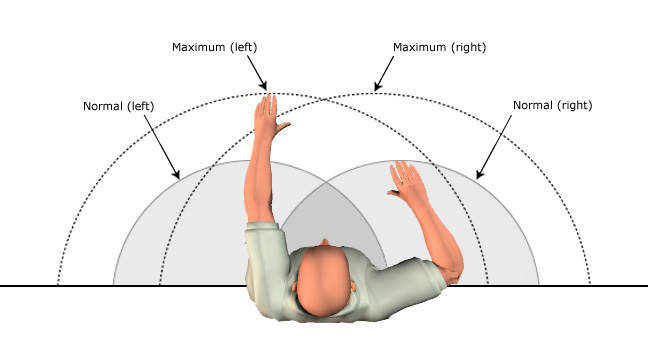 Maximum (left)
Maximum (right)
Normal (left)
Normal (right)